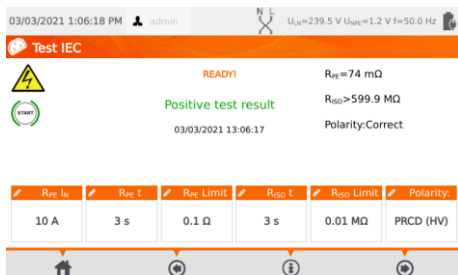 03/03/2021 1:06:18 PM admin N L U_LN=239.5 V U_NPE=1.2 V f=50.0 Hz
Test IEC
READY! R_PE=74 mΩ
START Positive test result R_ISO>599.9 MΩ
03/03/2021 13:06:17 Polarity:Correct
R_PE I_N R_PE t R_PE Limit R_ISO t R_ISO Limit Polarity:
10 A 3 s 0.1 Ω 3 s 0.01 MΩ PRCD (HV)